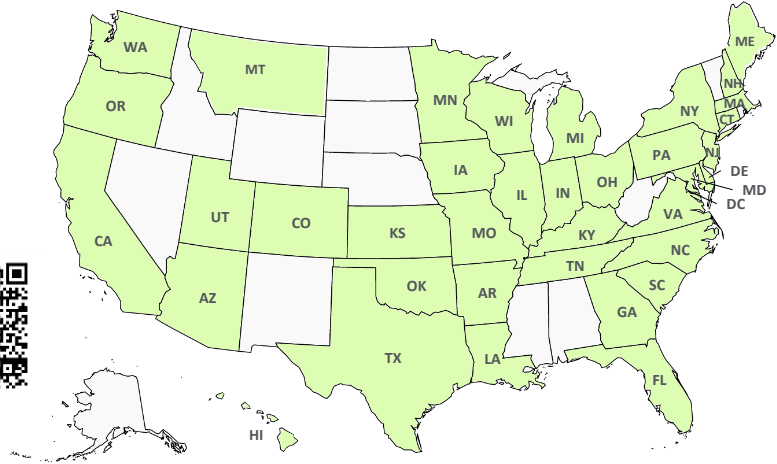 ME
WA
MT
NH
MN
MA
OR
NY
CT
WI
MI
PA
NJ
IA
DE
OH
IL
IN
MD
DC
UT
CO
VA
KS
MO
KY
CA
NC
TN
SC
OK
AR
AZ
GA
TX
LA
FL
HI